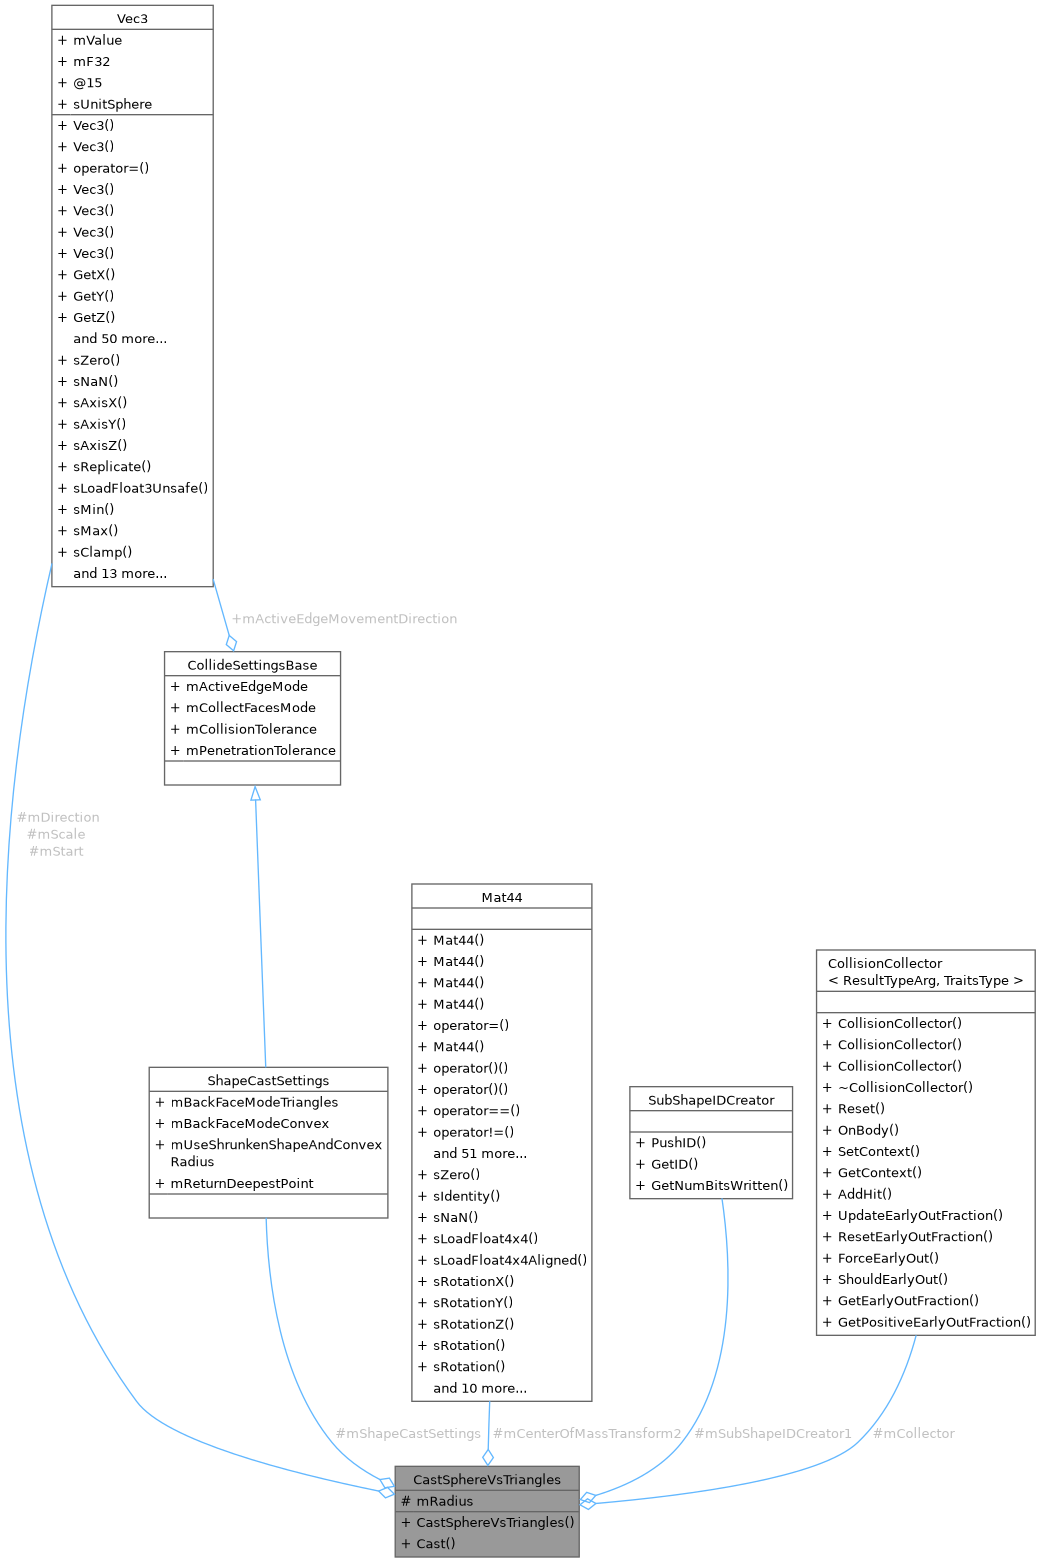 Vec3
+ mValue
+ mF32
+ @15
+ sUnitSphere
+ Vec3()
+ Vec3()
+ operator=()
+ Vec3()
+ Vec3()
+ Vec3()
+ Vec3()
+ GetX()
+ GetY()
+ GetZ()
and 50 more...
+ sZero()
+ sNaN()
+ sAxisX()
+ sAxisY()
+ sAxisZ()
+ sReplicate()
+ sLoadFloat3Unsafe()
+ sMin()
+ sMax()
+ sClamp()
and 13 more...
+mActiveEdgeMovementDirection
CollideSettingsBase
+ mActiveEdgeMode
+ mCollectFacesMode
+ mCollisionTolerance
+ mPenetrationTolerance
#mDirection
#mScale
#mStart
Mat44
+ Mat44()
+ Mat44()
+ Mat44()
+ Mat44()
+ operator=()
+ Mat44()
+ operator()()
+ operator()()
+ operator==()
+ operator!=()
and 51 more...
+ sZero()
+ sIdentity()
+ sNaN()
+ sLoadFloat4x4()
+ sLoadFloat4x4Aligned()
+ sRotationX()
+ sRotationY()
+ sRotationZ()
+ sRotation()
+ sRotation()
and 10 more...
CollisionCollector
< ResultTypeArg, TraitsType >
+ CollisionCollector()
+ CollisionCollector()
+ CollisionCollector()
+ ~CollisionCollector()
+ Reset()
+ OnBody()
+ SetContext()
+ GetContext()
+ AddHit()
+ UpdateEarlyOutFraction()
+ ResetEarlyOutFraction()
+ ForceEarlyOut()
+ ShouldEarlyOut()
+ GetEarlyOutFraction()
+ GetPositiveEarlyOutFraction()
ShapeCastSettings
+ mBackFaceModeTriangles
+ mBackFaceModeConvex
+ mUseShrunkenShapeAndConvex
Radius
+ mReturnDeepestPoint
SubShapeIDCreator
+ PushID()
+ GetID()
+ GetNumBitsWritten()
#mShapeCastSettings
#mCenterOfMassTransform2
#mSubShapeIDCreator1
#mCollector
CastSphereVsTriangles
# mRadius
+ CastSphereVsTriangles()
+ Cast()